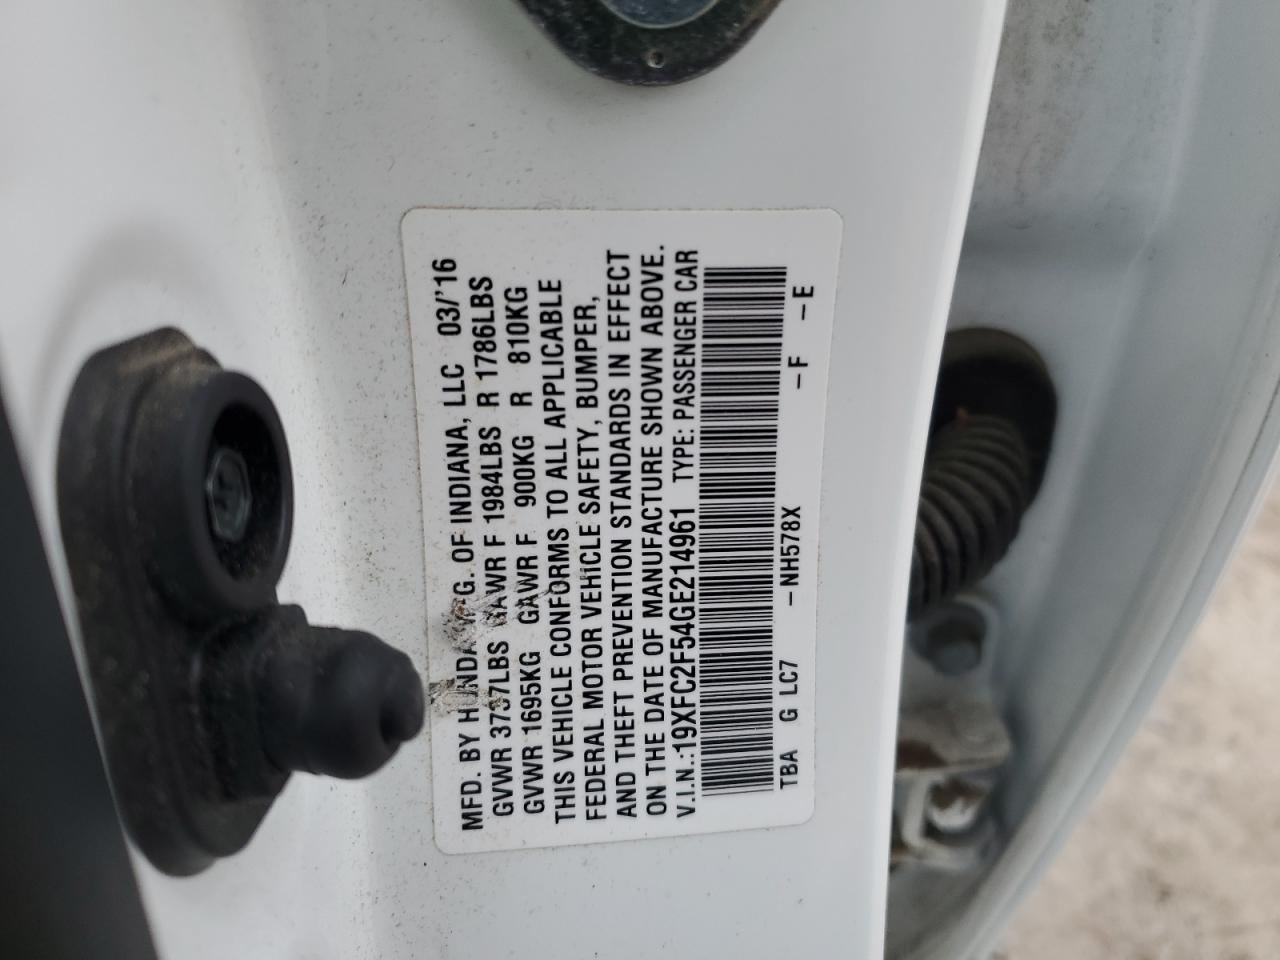 MFD. BY HONDA MFG. OF INDIANA, LLC 03/'16
GVWR 3737LBS GAWR F 1984LBS R 1786LBS
GVWR 1695KG GAWR F 900KG R 810KG
THIS VEHICLE CONFORMS TO ALL APPLICABLE
FEDERAL MOTOR VEHICLE SAFETY, BUMPER,
AND THEFT PREVENTION STANDARDS IN EFFECT
ON THE DATE OF MANUFACTURE SHOWN ABOVE.
V.I.N.:19XFC2F54GE214961 TYPE: PASSENGER CAR
TBA G LC7 –NH578X –F –E